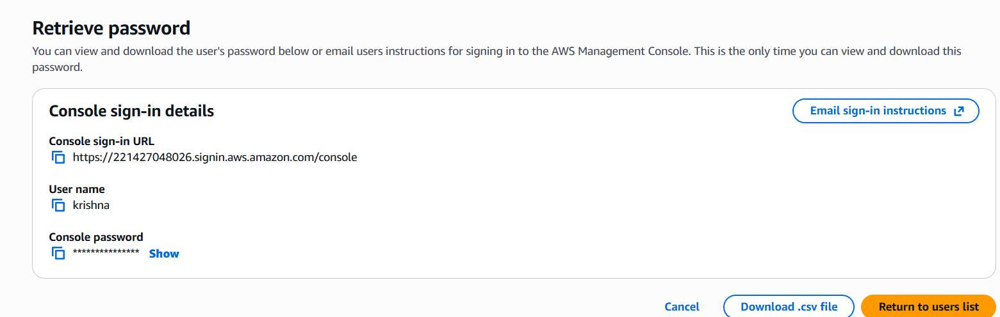 Retrieve password
You can view and download the user's password below or email users instructions for signing in to the AWS Management Console. This is the only time you can view and download this
password.
Console sign-in details
Email sign-in instructions
Console sign-in URL
https://221427048026.signin.aws.amazon.com/console
User name
krishna
Console password
*************** Show
Cancel
Download .csv file
Return to users list